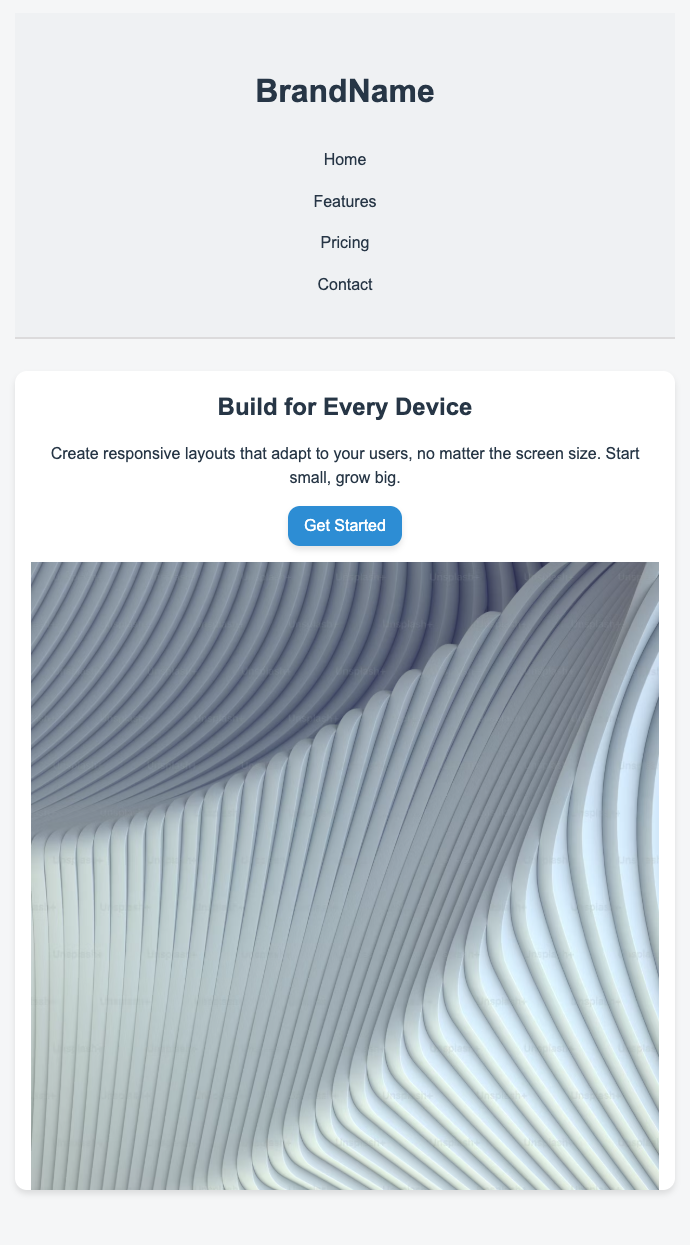 BrandName
Home
Features
Pricing
Contact
Build for Every Device
Create responsive layouts that adapt to your users, no matter the screen size. Start
small, grow big.
Get Started